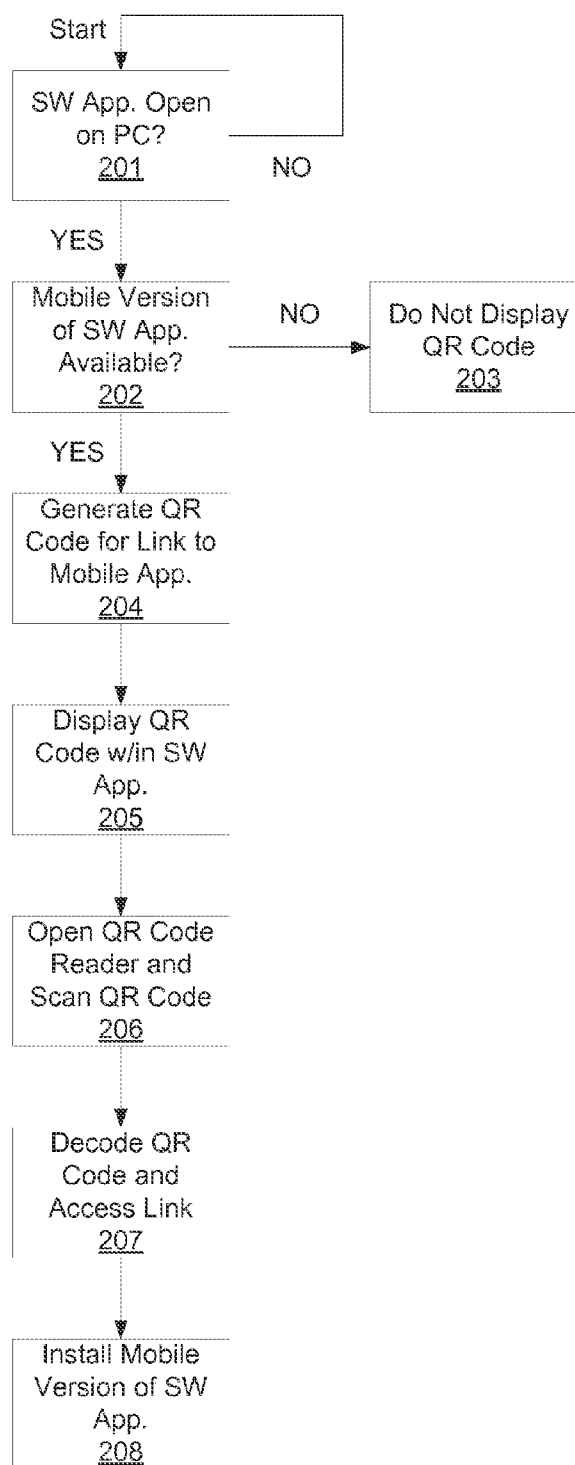 Start
SW App. Open
on PC?
201
NO
YES
Mobile Version
of SW App.
Available?
202
NO
Do Not Display
QR Code
203
YES
Generate QR
Code for Link to
Mobile App.
204
Display QR
Code w/in SW
App.
205
Open QR Code
Reader and
Scan QR Code
206
Decode QR
Code and
Access Link
207
Install Mobile
Version of SW
App.
208